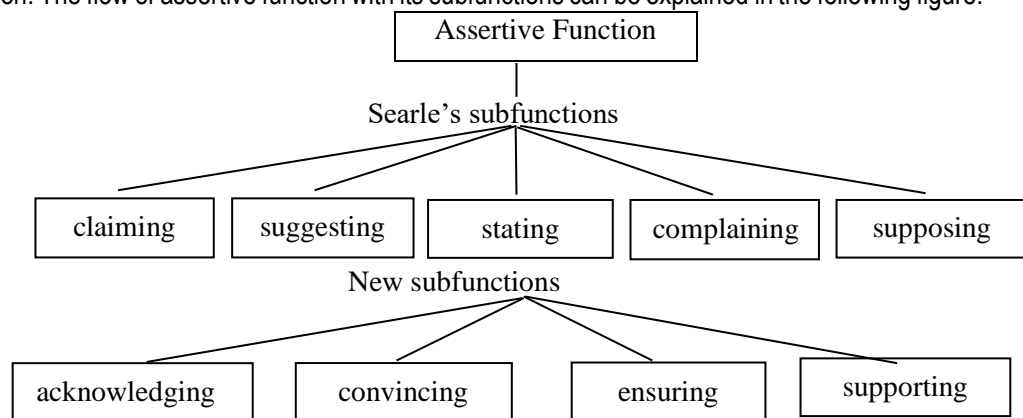 on. The flow of assertive function with its subfunctions can be explained in the following figure.
Assertive Function
Searle's subfunctions
claiming suggesting stating complaining supposing
New subfunctions
acknowledging convincing ensuring supporting